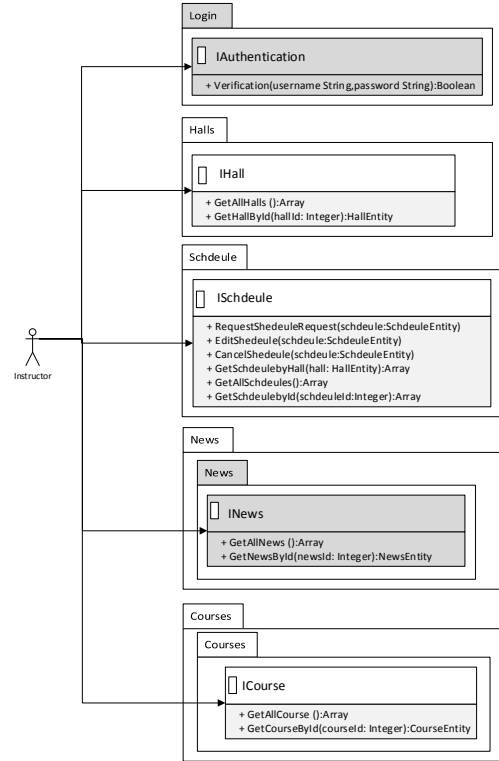 Login
IAuthentication
+ Verification(username String,password String):Boolean
Halls
IHall
+ GetAllHalls ():Array
+ GetHallById(hallId: Integer):HallEntity
Schdeule
ISchdeule
+ RequestShedeuleRequest(schdeule:SchdeuleEntity)
+ EditShedeule(schdeule:SchdeuleEntity)
+ CancelShedeule(schdeule:SchdeuleEntity)
+ GetSchdeulebyHall(hall: HallEntity):Array
+ GetAllSchdeules():Array
+ GetSchdeulebyId(schdeuleId:Integer):Array
Instructor
News
News
INews
+ GetAllNews ():Array
+ GetNewsById(newsId: Integer):NewsEntity
Courses
Courses
ICourse
+ GetAllCourse ():Array
+ GetCourseById(courseId: Integer):CourseEntity